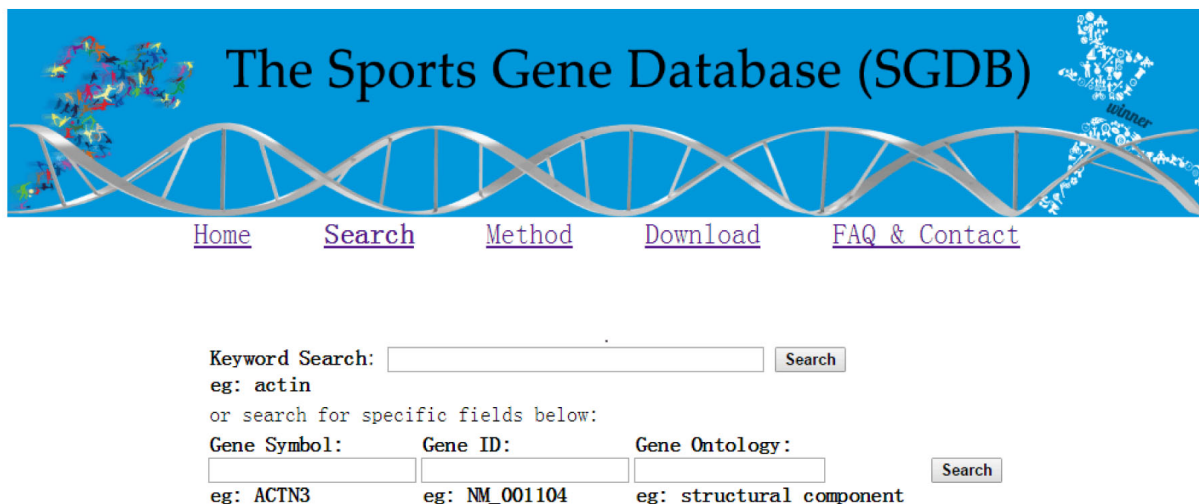 The Sports Gene Database (SGDB)
winner
Home Search Method Download FAQ & Contact
Keyword Search: Search
eg: actin
or search for specific fields below:
Gene Symbol: Gene ID: Gene Ontology:
Search
eg: ACTN3 eg: NM_001104 eg: structural component